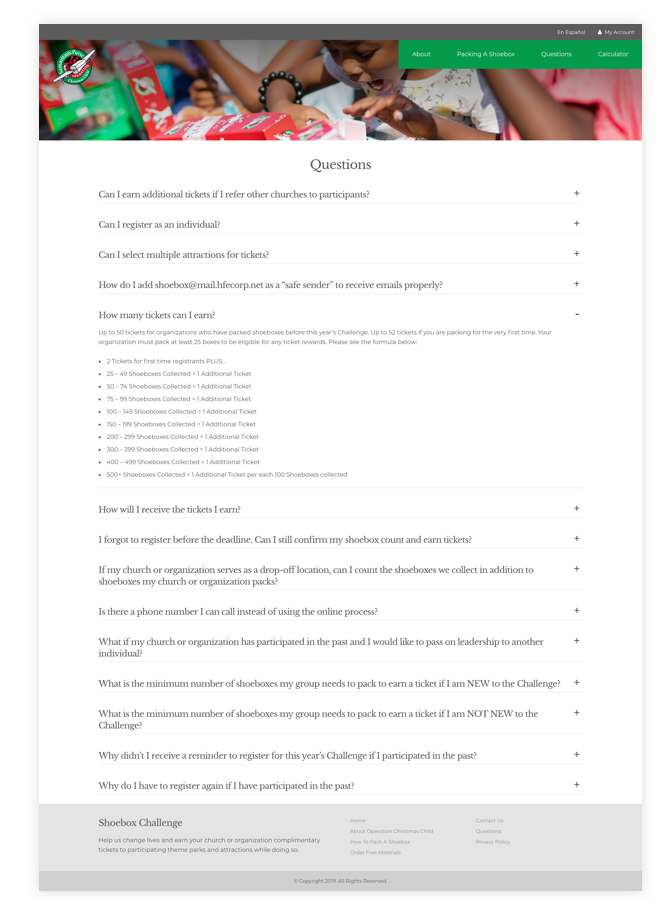 En Español My Account
About Packing A Shoebox Questions Calculator
Questions
Can I earn additional tickets if I refer other churches to participants? +
Can I register as an individual? +
Can I select multiple attractions for tickets? +
How do I add shoebox@mail.hfecorp.net as a "safe sender" to receive emails properly? +
How many tickets can I earn? -
Up to 50 tickets for organizations who have packed shoeboxes before this year's Challenge. Up to 52 tickets if you are packing for the very first time. Your
organization must pack at least 25 boxes to be eligible for any ticket rewards. Please see the formula below:
• 2 Tickets for first time registrants PLUS...
• 25 – 49 Shoeboxes Collected = 1 Additional Ticket
• 50 – 74 Shoeboxes Collected = 1 Additional Ticket
• 75 – 99 Shoeboxes Collected = 1 Additional Ticket
• 100 – 149 Shoeboxes Collected = 1 Additional Ticket
• 150 – 199 Shoeboxes Collected = 1 Additional Ticket
• 200 – 299 Shoeboxes Collected = 1 Additional Ticket
• 300 – 399 Shoeboxes Collected = 1 Additional Ticket
• 400 – 499 Shoeboxes Collected = 1 Additional Ticket
• 500+ Shoeboxes Collected = 1 Additional Ticket per each 100 Shoeboxes collected
How will I receive the tickets I earn? +
I forgot to register before the deadline. Can I still confirm my shoebox count and earn tickets? +
If my church or organization serves as a drop-off location, can I count the shoeboxes we collect in addition to +
shoeboxes my church or organization packs?
Is there a phone number I can call instead of using the online process? +
What if my church or organization has participated in the past and I would like to pass on leadership to another +
individual?
What is the minimum number of shoeboxes my group needs to pack to earn a ticket if I am NEW to the Challenge? +
What is the minimum number of shoeboxes my group needs to pack to earn a ticket if I am NOT NEW to the +
Challenge?
Why didn't I receive a reminder to register for this year's Challenge if I participated in the past? +
Why do I have to register again if I have participated in the past? +
Shoebox Challenge
Help us change lives and earn your church or organization complimentary
tickets to participating theme parks and attractions while doing so.
Home
About Operation Christmas Child
How To Pack A Shoebox
Order Free Materials
Contact Us
Questions
Privacy Policy
© Copyright 2019. All Rights Reserved.